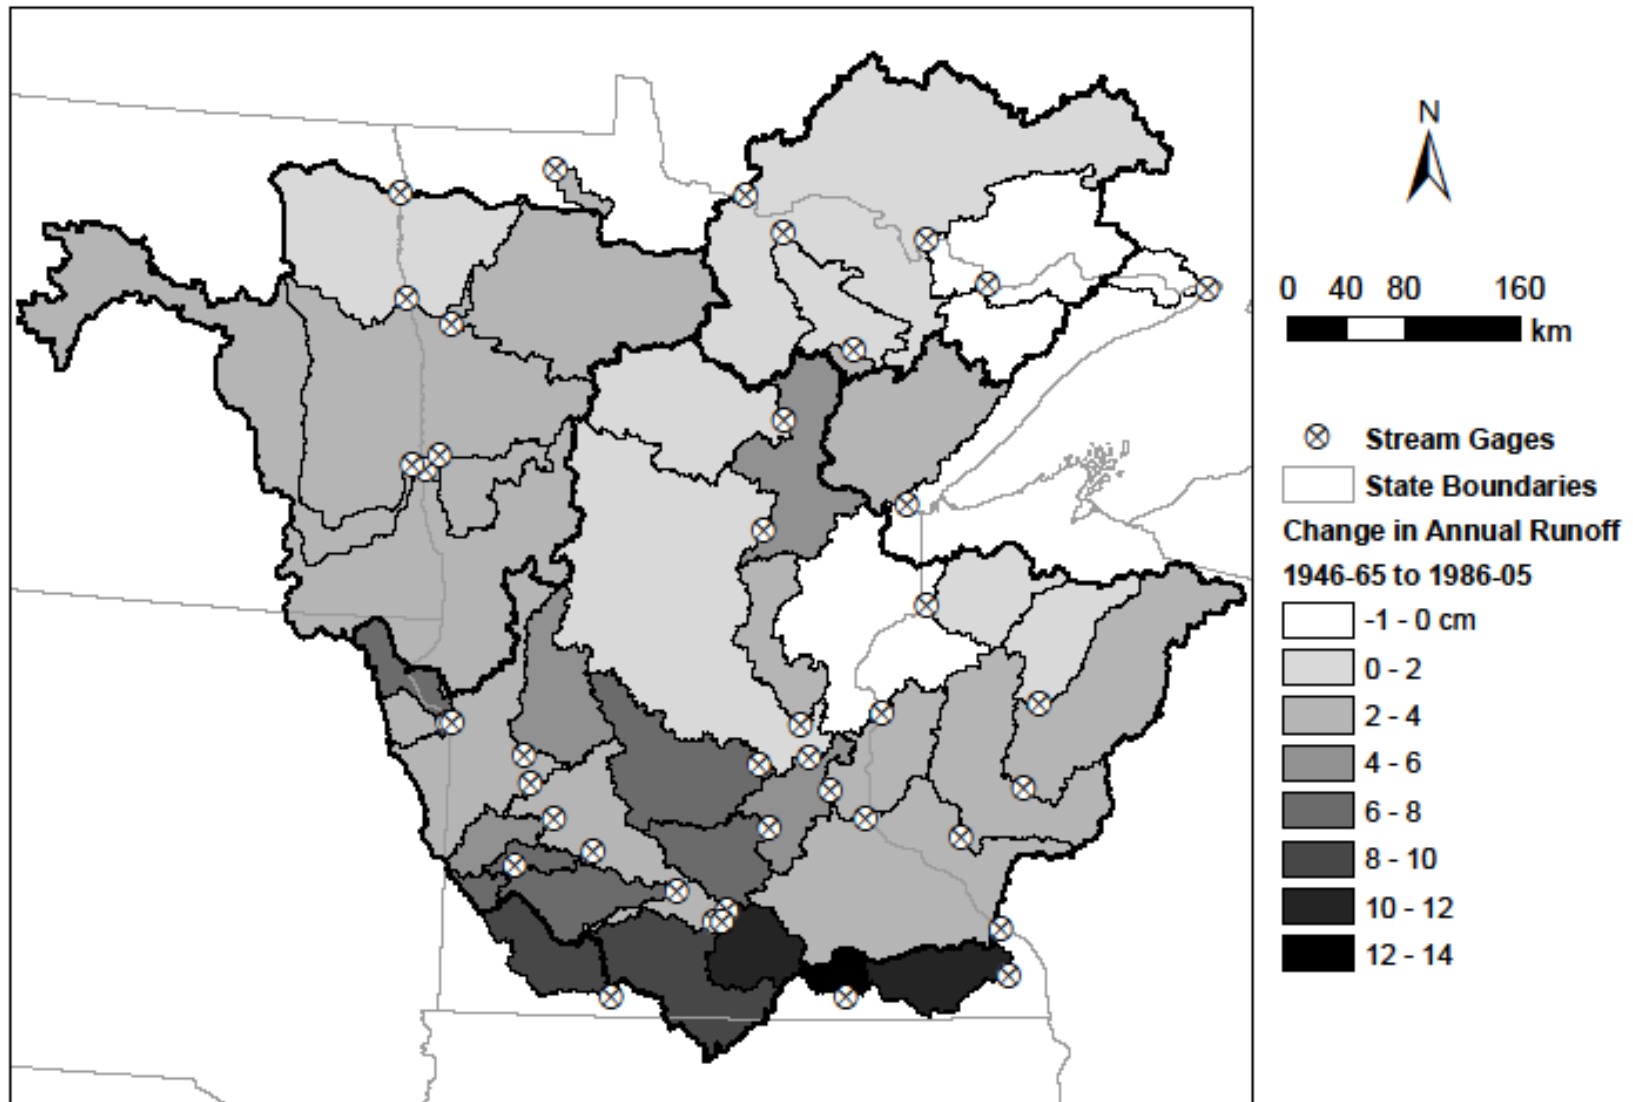 N
0 40 80 160
km
Stream Gages
State Boundaries
Change in Annual Runoff
1946-65 to 1986-05
-1 - 0 cm
0 - 2
2 - 4
4 - 6
6 - 8
8 - 10
10 - 12
12 - 14